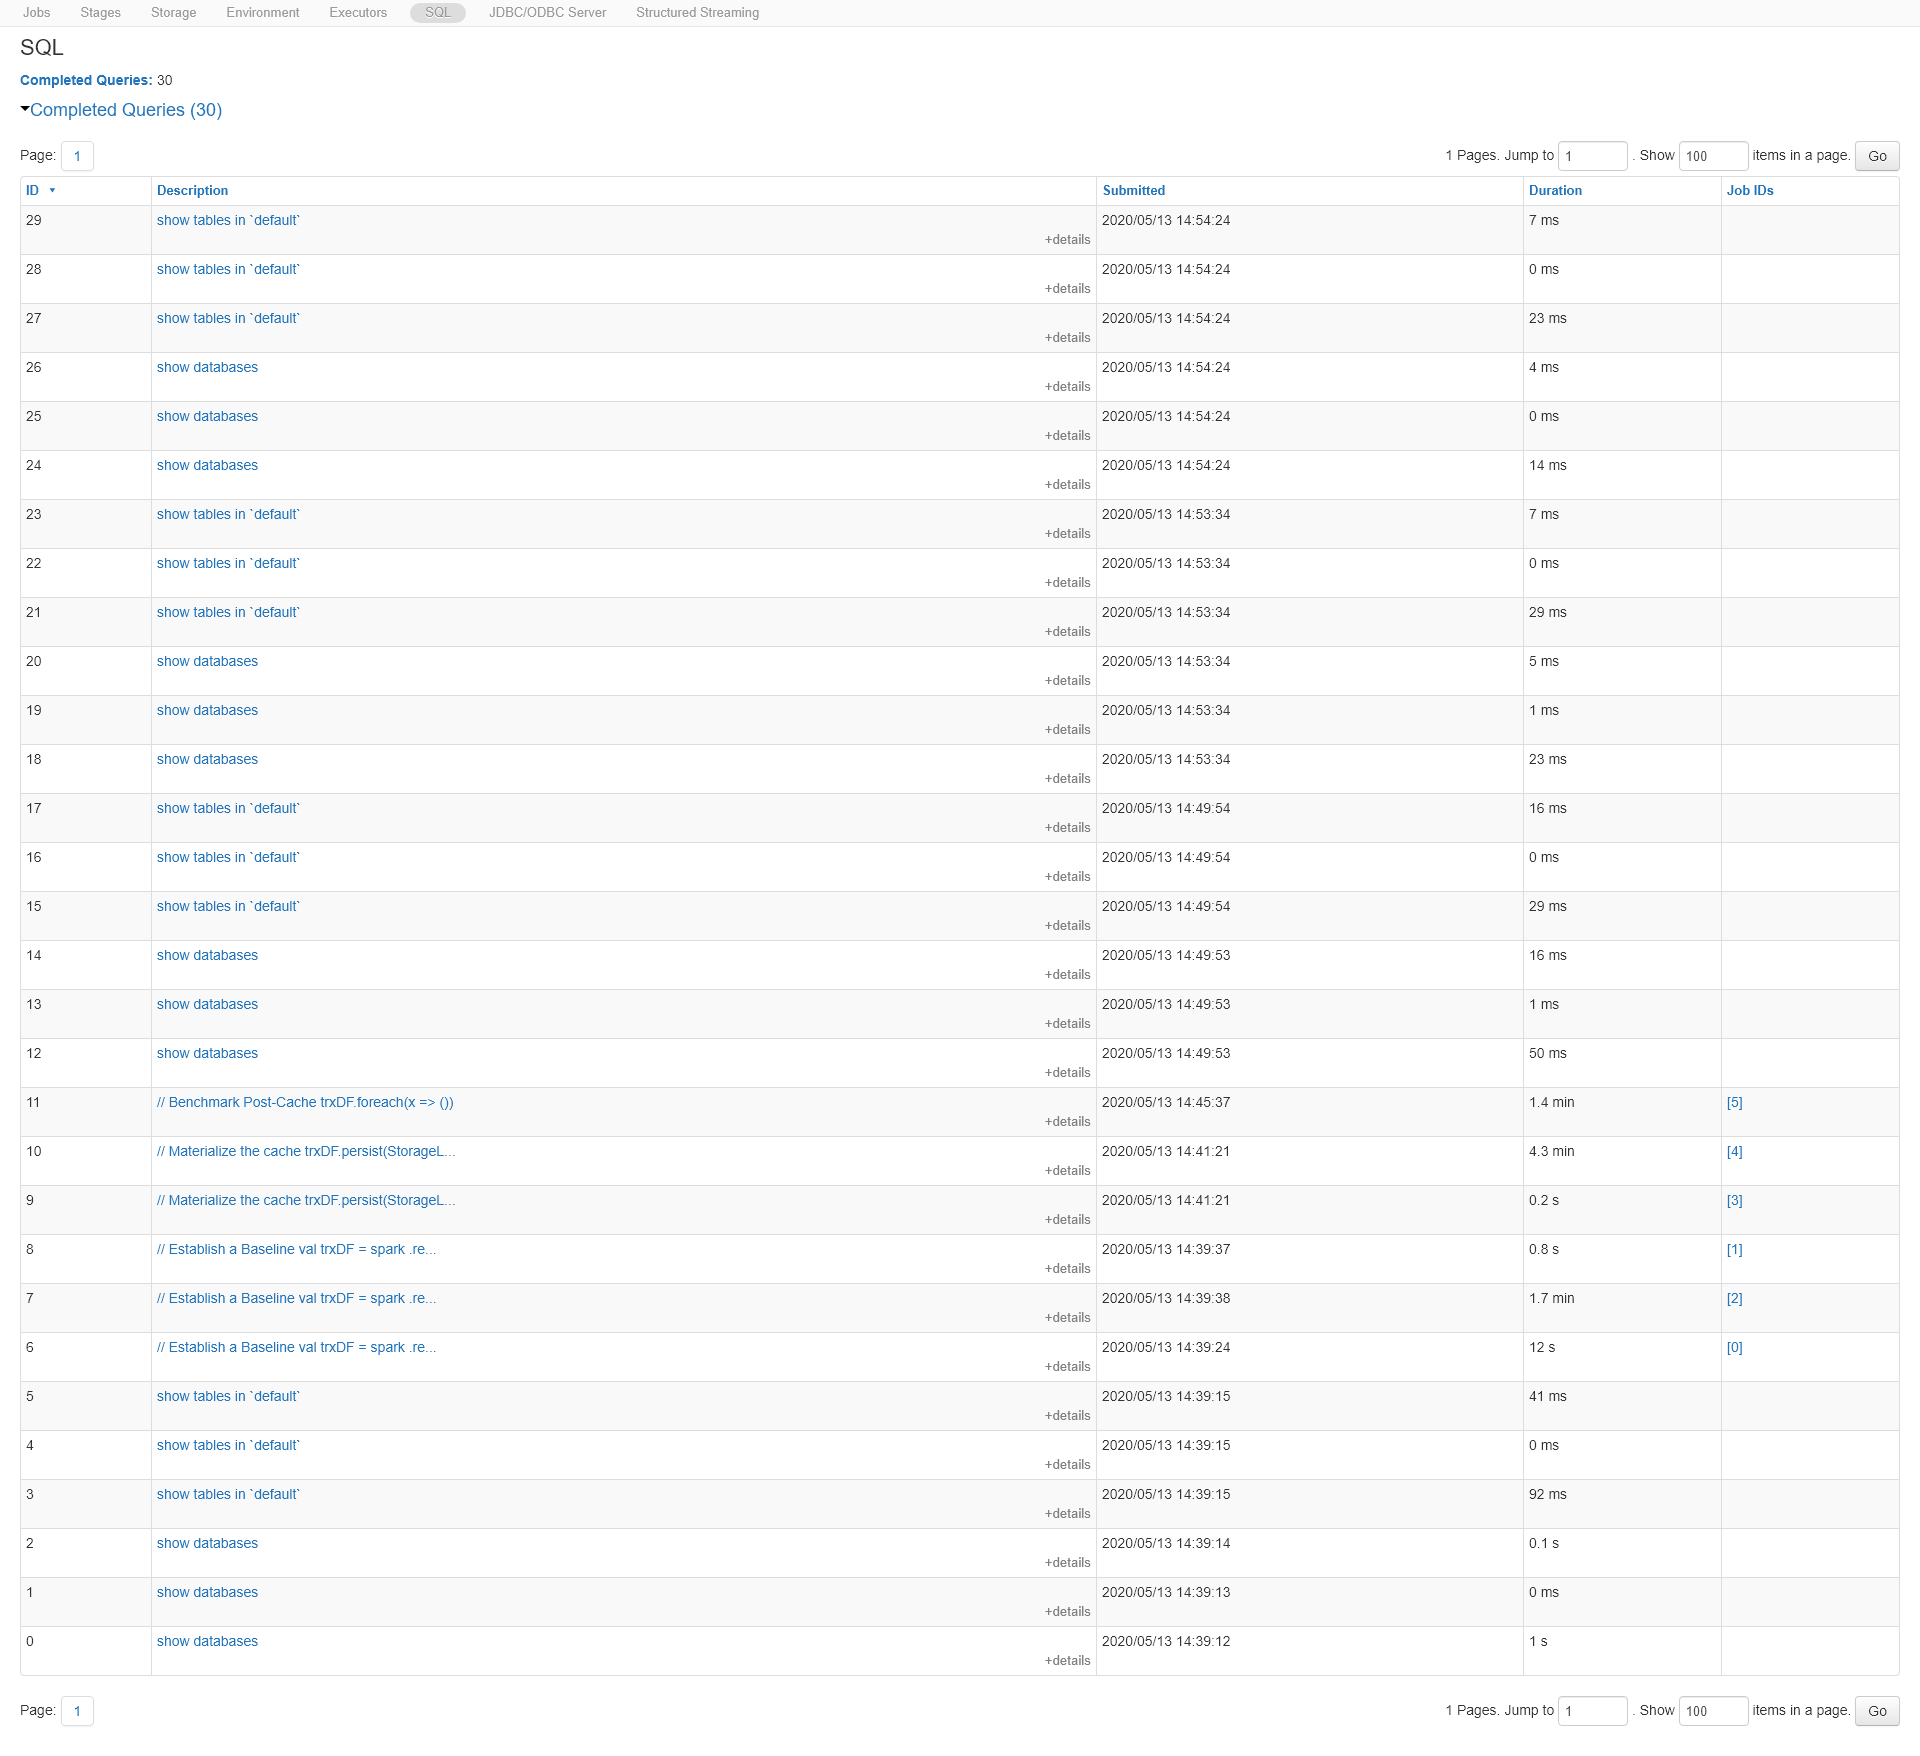 Jobs Stages Storage Environment Executors SQL JDBC/ODBC Server Structured Streaming
SQL
Completed Queries: 30
Completed Queries (30)
Page: 1 1 Pages. Jump to 1 . Show 100 items in a page. Go
ID Description Submitted Duration Job IDs
29 show tables in `default` 2020/05/13 14:54:24 7 ms
+details
28 show tables in `default` 2020/05/13 14:54:24 0 ms
+details
27 show tables in `default` 2020/05/13 14:54:24 23 ms
+details
26 show databases 2020/05/13 14:54:24 4 ms
+details
25 show databases 2020/05/13 14:54:24 0 ms
+details
24 show databases 2020/05/13 14:54:24 14 ms
+details
23 show tables in `default` 2020/05/13 14:53:34 7 ms
+details
22 show tables in `default` 2020/05/13 14:53:34 0 ms
+details
21 show tables in `default` 2020/05/13 14:53:34 29 ms
+details
20 show databases 2020/05/13 14:53:34 5 ms
+details
19 show databases 2020/05/13 14:53:34 1 ms
+details
18 show databases 2020/05/13 14:53:34 23 ms
+details
17 show tables in `default` 2020/05/13 14:49:54 16 ms
+details
16 show tables in `default` 2020/05/13 14:49:54 0 ms
+details
15 show tables in `default` 2020/05/13 14:49:54 29 ms
+details
14 show databases 2020/05/13 14:49:53 16 ms
+details
13 show databases 2020/05/13 14:49:53 1 ms
+details
12 show databases 2020/05/13 14:49:53 50 ms
+details
11 // Benchmark Post-Cache trxDF.foreach(x => ()) 2020/05/13 14:45:37 1.4 min [5]
+details
10 // Materialize the cache trxDF.persist(StorageL... 2020/05/13 14:41:21 4.3 min [4]
+details
9 // Materialize the cache trxDF.persist(StorageL... 2020/05/13 14:41:21 0.2 s [3]
+details
8 // Establish a Baseline val trxDF = spark .re... 2020/05/13 14:39:37 0.8 s [1]
+details
7 // Establish a Baseline val trxDF = spark .re... 2020/05/13 14:39:38 1.7 min [2]
+details
6 // Establish a Baseline val trxDF = spark .re... 2020/05/13 14:39:24 12 s [0]
+details
5 show tables in `default` 2020/05/13 14:39:15 41 ms
+details
4 show tables in `default` 2020/05/13 14:39:15 0 ms
+details
3 show tables in `default` 2020/05/13 14:39:15 92 ms
+details
2 show databases 2020/05/13 14:39:14 0.1 s
+details
1 show databases 2020/05/13 14:39:13 0 ms
+details
0 show databases 2020/05/13 14:39:12 1 s
+details
Page: 1 1 Pages. Jump to 1 . Show 100 items in a page. Go